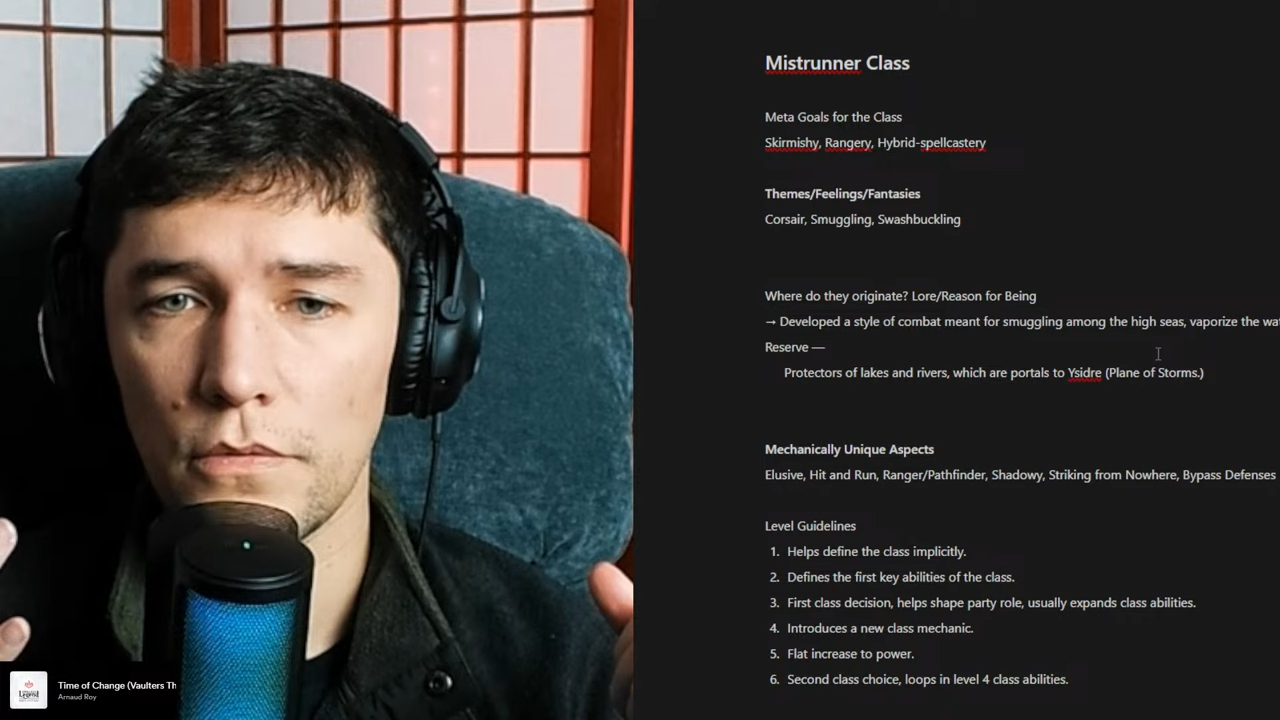 Mistrunner Class
Meta Goals for the Class
Skirmishy, Rangery, Hybrid-spellcastery
Themes/Feelings/Fantasies
Corsair, Smuggling, Swashbuckling
Where do they originate? Lore/Reason for Being
→ Developed a style of combat meant for smuggling among the high seas, vaporize the
Reserve —
Protectors of lakes and rivers, which are portals to Ysidre (Plane of Storms.)
Mechanically Unique Aspects
Elusive, Hit and Run, Ranger/Pathfinder, Shadowy, Striking from Nowhere, Bypass Defenses
Level Guidelines
1. Helps define the class implicitly.
2. Defines the first key abilities of the class.
3. First class decision, helps shape party role, usually expands class abilities.
4. Introduces a new class mechanic.
5. Flat increase to power.
6. Second class choice, loops in level 4 class abilities.
Legend
Time of Change (Vaulters
Arnaud Roy